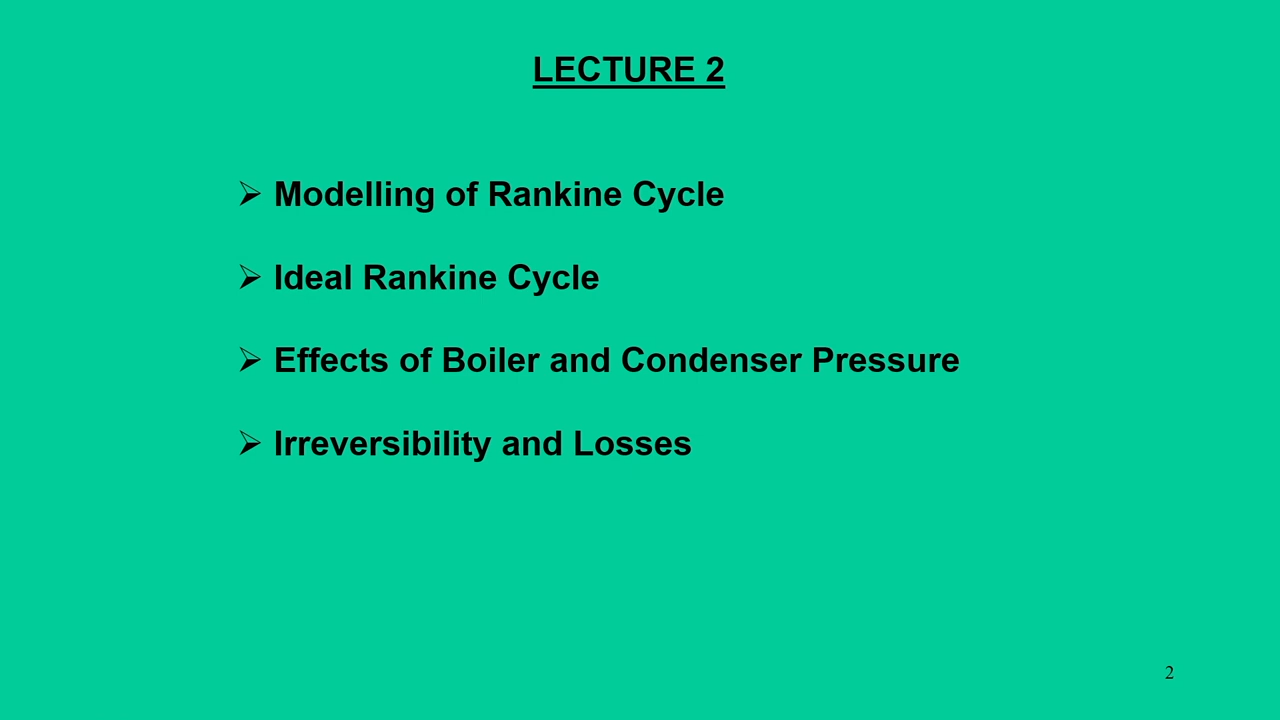 LECTURE 2
➢ Modelling of Rankine Cycle
➢ Ideal Rankine Cycle
➢ Effects of Boiler and Condenser Pressure
➢ Irreversibility and Losses
2